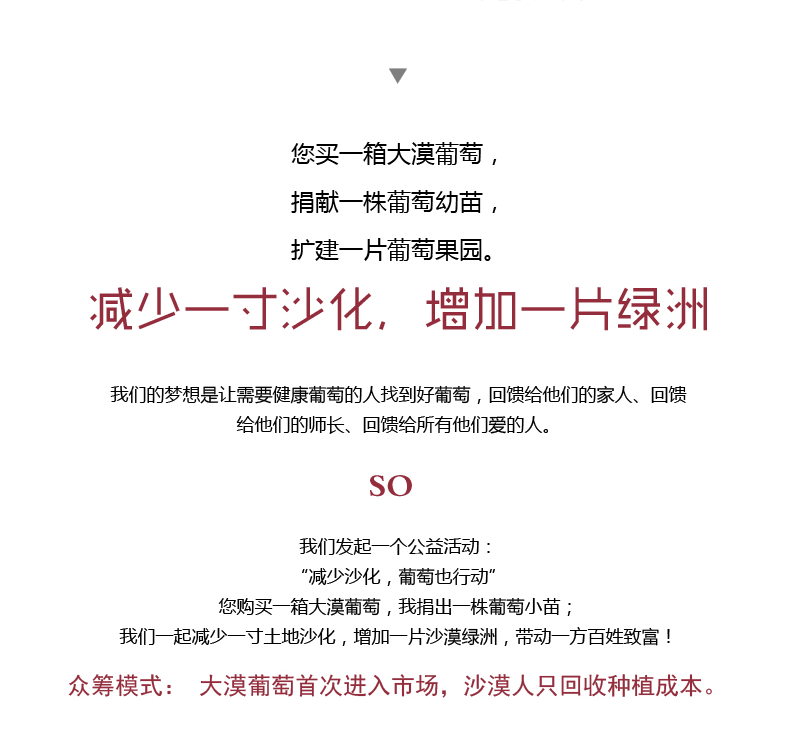 您买一箱大漠葡萄，
捐献一株葡萄幼苗，
扩建一片葡萄果园。
减少一寸沙化，增加一片绿洲
我们的梦想是让需要健康葡萄的人找到好葡萄，回馈给他们的家人、回馈
给他们的师长、回馈给所有他们爱的人。
SO
我们发起一个公益活动：
“减少沙化，葡萄也行动”
您购买一箱大漠葡萄，我捐出一株葡萄小苗；
我们一起减少一寸土地沙化，增加一片沙漠绿洲，带动一方百姓致富！
众筹模式： 大漠葡萄首次进入市场，沙漠人只回收种植成本。